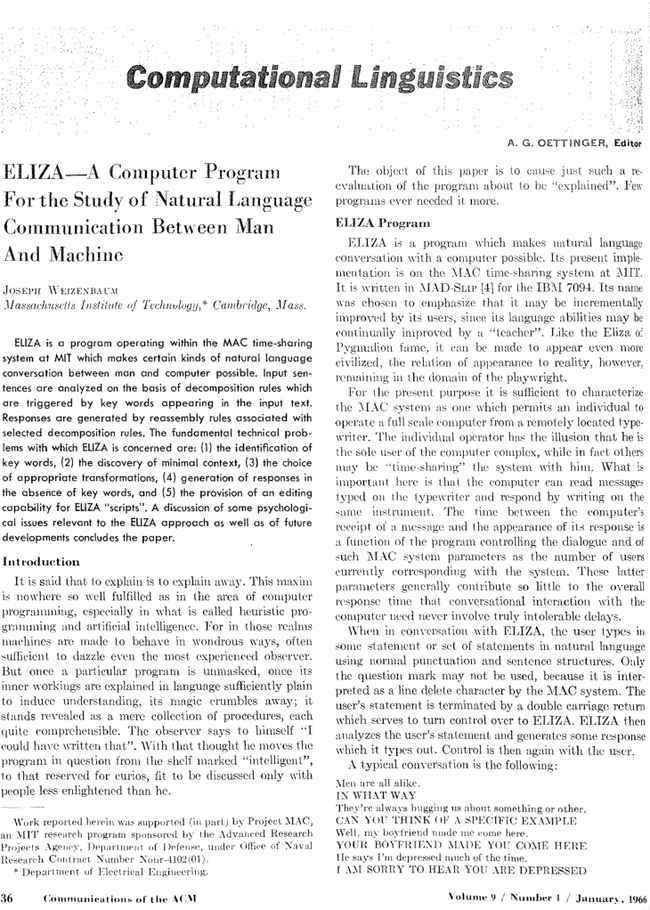 Computational Linguistics
A. G. OETTINGER, Editor
ELIZA—A Computer Program
For the Study of Natural Language
Communication Between Man
And Machine
JOSEPH WEIZENBAUM
Massachusetts Institute of Technology,* Cambridge, Mass.
ELIZA is a program operating within the MAC time-sharing
system at MIT which makes certain kinds of natural language
conversation between man and computer possible. Input sen-
tences are analyzed on the basis of decomposition rules which
are triggered by key words appearing in the input text.
Responses are generated by reassembly rules associated with
selected decomposition rules. The fundamental technical prob-
lems with which ELIZA is concerned are: (1) the identification of
key words, (2) the discovery of minimal context, (3) the choice
of appropriate transformations, (4) generation of responses in
the absence of key words, and (5) the provision of an editing
capability for ELIZA "scripts". A discussion of some psychologi-
cal issues relevant to the ELIZA approach as well as of future
developments concludes the paper.
Introduction
It is said that to explain is to explain away. This maxim
is nowhere so well fulfilled as in the area of computer
programming, especially in what is called heuristic pro-
gramming and artificial intelligence. For in those realms
machines are made to behave in wondrous ways, often
sufficient to dazzle even the most experienced observer.
But once a particular program is unmasked, once its
inner workings are explained in language sufficiently plain
to induce understanding, its magic crumbles away; it
stands revealed as a mere collection of procedures, each
quite comprehensible. The observer says to himself "I
could have written that". With that thought he moves the
program in question from the shelf marked "intelligent",
to that reserved for curios, fit to be discussed only with
people less enlightened than he.
Work reported herein was supported (in part) by Project MAC,
an MIT research program sponsored by the Advanced Research
Projects Agency, Department of Defense, under Office of Naval
Research Contract Number Nonr-4102(01).
* Department of Electrical Engineering.
The object of this paper is to cause just such a re-
evaluation of the program about to be "explained". Few
programs ever needed it more.
ELIZA Program
ELIZA is a program which makes natural language
conversation with a computer possible. Its present imple-
mentation is on the MAC time-sharing system at MIT.
It is written in MAD-SLIP [4] for the IBM 7094. Its name
was chosen to emphasize that it may be incrementally
improved by its users, since its language abilities may be
continually improved by a "teacher". Like the Eliza of
Pygmalion fame, it can be made to appear even more
civilized, the relation of appearance to reality, however,
remaining in the domain of the playwright.
For the present purpose it is sufficient to characterize
the MAC system as one which permits an individual to
operate a full scale computer from a remotely located type-
writer. The individual operator has the illusion that he is
the sole user of the computer complex, while in fact others
may be "time-sharing" the system with him. What is
important here is that the computer can read messages
typed on the typewriter and respond by writing on the
same instrument. The time between the computer's
receipt of a message and the appearance of its response is
a function of the program controlling the dialogue and of
such MAC system parameters as the number of users
currently corresponding with the system. These latter
parameters generally contribute so little to the overall
response time that conversational interaction with the
computer need never involve truly intolerable delays.
When in conversation with ELIZA, the user types in
some statement or set of statements in natural language
using normal punctuation and sentence structures. Only
the question mark may not be used, because it is inter-
preted as a line delete character by the MAC system. The
user's statement is terminated by a double carriage return
which serves to turn control over to ELIZA. ELIZA then
analyzes the user's statement and generates some response
which it types out. Control is then again with the user.
A typical conversation is the following:
Men are all alike.
IN WHAT WAY
They're always bugging us about something or other.
CAN YOU THINK OF A SPECIFIC EXAMPLE
Well, my boyfriend made me come here.
YOUR BOYFRIEND MADE YOU COME HERE
He says I'm depressed much of the time.
I AM SORRY TO HEAR YOU ARE DEPRESSED
36 Communications of the ACM
Volume 9 / Number 1 / January, 1966